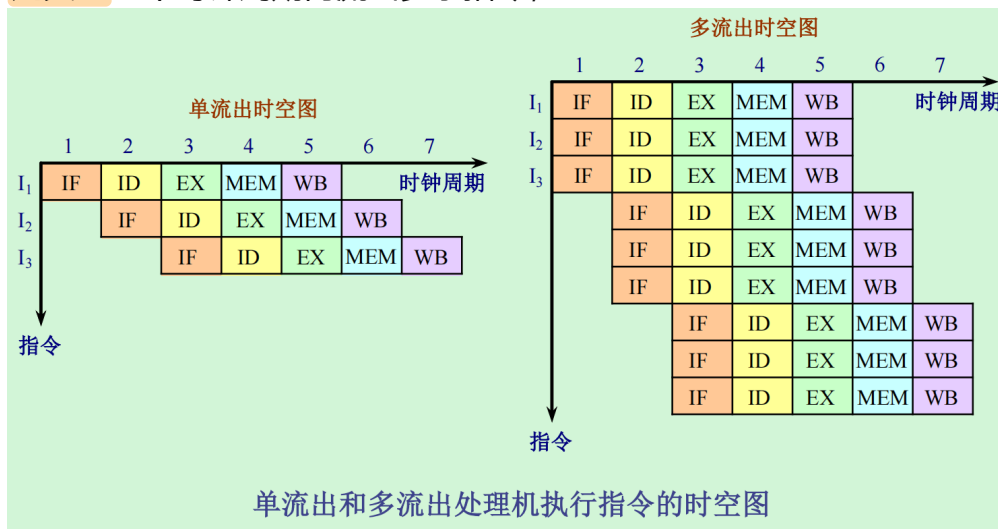 多流出时空图
1 2 3 4 5 6 7
I1 IF ID EX MEM WB 时钟周期
I2 IF ID EX MEM WB
I3 IF ID EX MEM WB
IF ID EX MEM WB
IF ID EX MEM WB
IF ID EX MEM WB
IF ID EX MEM WB
IF ID EX MEM WB
IF ID EX MEM WB
指令
单流出时空图
1 2 3 4 5 6 7
I1 IF ID EX MEM WB 时钟周期
I2 IF ID EX MEM WB
I3 IF ID EX MEM WB
指令
单流出和多流出处理机执行指令的时空图